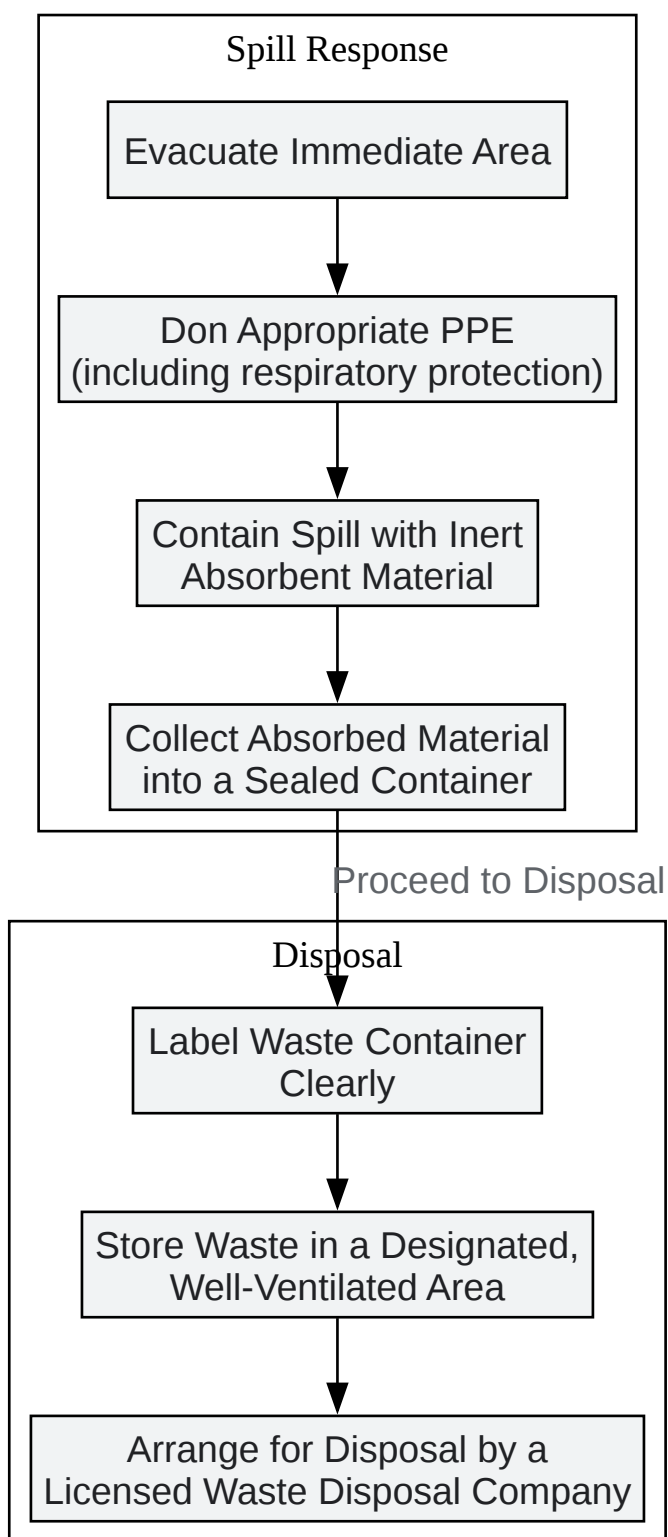 Spill Response
Evacuate Immediate Area
Don Appropriate PPE
(including respiratory protection)
Contain Spill with Inert
Absorbent Material
Collect Absorbed Material
into a Sealed Container
Proceed to Disposal
Disposal
Label Waste Container
Clearly
Store Waste in a Designated,
Well-Ventilated Area
Arrange for Disposal by a
Licensed Waste Disposal Company